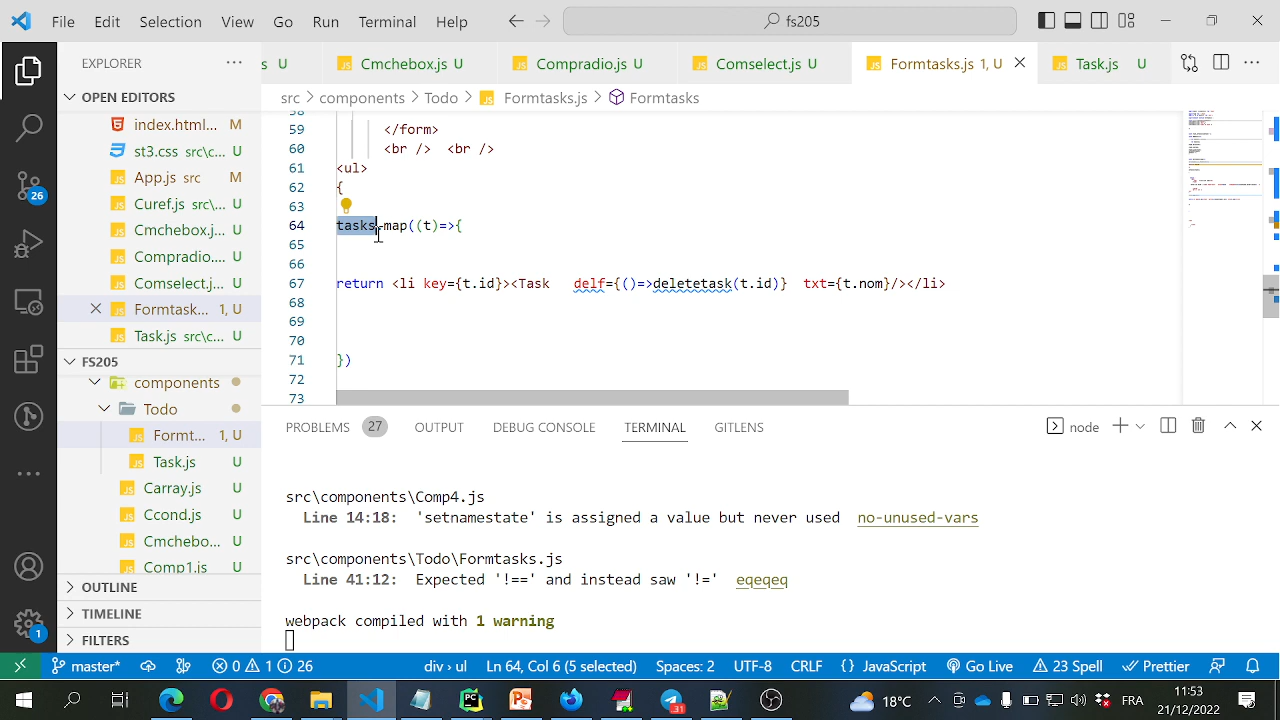 File Edit Selection View Go Run Terminal Help fs205
EXPLORER
s U Cmchebox.js U Compradio.js U Comselect.js U Formtasks.js 1, U Task.js U
OPEN EDITORS
src components Todo Formtasks.js Formtasks
index.html... M
st3.css src\c... U
App.js src M
Curef.js src\... U
Cmchebox.j... U
Compradio.... U
Comselect.j... U
Formtask... 1, U
Task.js src\c... U
FS205
components
Todo
Formt... 1, U
Task.js U
Carray.js U
Ccond.js U
Cmchebo... U
Comp1.js U
OUTLINE
TIMELINE
FILTERS
58
59 </form>
60 <br /> <br />
61 <ul>
62 {
63
64 tasks.map((t)=>{
65
66
67 return <li key={t.id}><Task delf={()=>deletetask(t.id)} txt={t.nom}/></li>
68
69
70
71 })
72
73
PROBLEMS 27 OUTPUT DEBUG CONSOLE TERMINAL GITLENS node
src\components\Comp4.js
Line 14:18: 'setnamestate' is assigned a value but never used no-unused-vars
src\components\Todo\Formtasks.js
Line 41:12: Expected '!==' and instead saw '!=' eqeqeq
webpack compiled with 1 warning
26
1
master* 0 1 26 div › ul Ln 64, Col 6 (5 selected) Spaces: 2 UTF-8 CRLF {} JavaScript Go Live 23 Spell Prettier
31 18°C FRA 11:53
21/12/2022